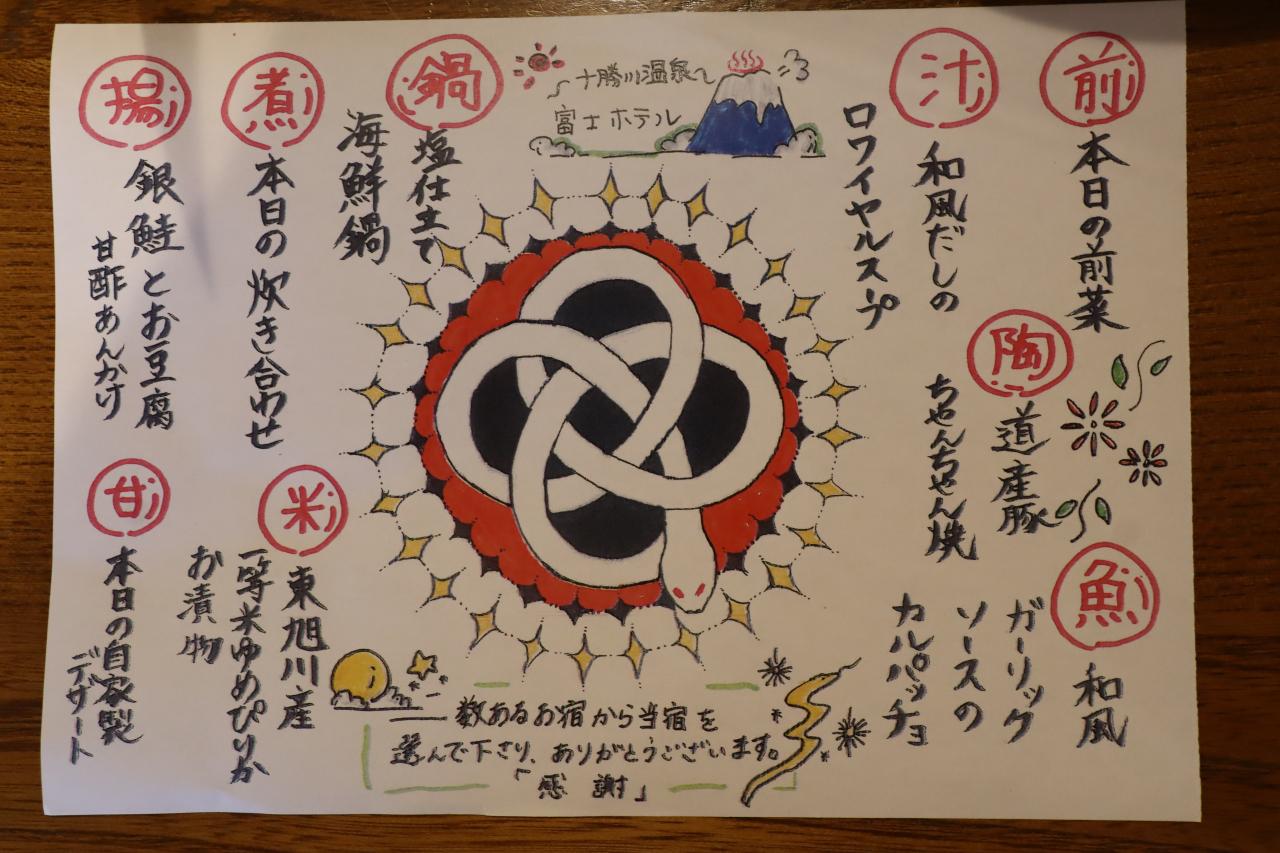 ~十勝川温泉~
富士ホテル
前
本日の前菜
汁
和風だしの
ロワイヤルスープ
陶
道産豚
ちゃんちゃん焼
魚
和風
ガーリック
ソースの
カルパッチョ
鍋
塩仕立て
海鮮鍋
煮
本日の炊き合わせ
揚
銀鮭とお豆腐
甘酢あんかけ
米
東旭川産
一等米ゆめぴりか
お漬物
甘
本日の自家製
デザート
数あるお宿から当宿を
選んで下さり、ありがとうございます。
「感謝」